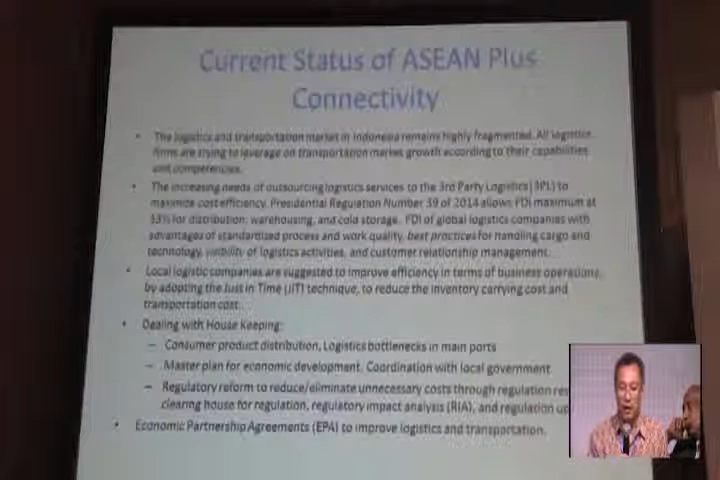 Current Status of ASEAN Plus
Connectivity
• The logistics and transportation market in Indonesia remains highly fragmented. All logistics
firms are trying to leverage on transportation market growth according to their capabilities
and competencies.
• The increasing needs of outsourcing logistics services to the 3rd Party Logistics (3PL) to
maximize cost efficiency. Presidential Regulation Number 39 of 2014 allows FDI maximum at
33% for distribution, warehousing, and cold storage. FDI of global logistics companies with
advantages of standardized process and work quality, best practices for handling cargo and
technology, visibility of logistics activities, and customer relationship management.
• Local logistic companies are suggested to improve efficiency in terms of business operations,
by adopting the Just in Time (JIT) technique, to reduce the inventory carrying cost and
transportation cost.
• Dealing with House Keeping:
– Consumer product distribution, Logistics bottlenecks in main ports
– Master plan for economic development. Coordination with local government
– Regulatory reform to reduce/eliminate unnecessary costs through regulation
clearing house for regulation, regulatory impact analysis (RIA), and regulation
• Economic Partnership Agreements (EPA) to improve logistics and transportation.